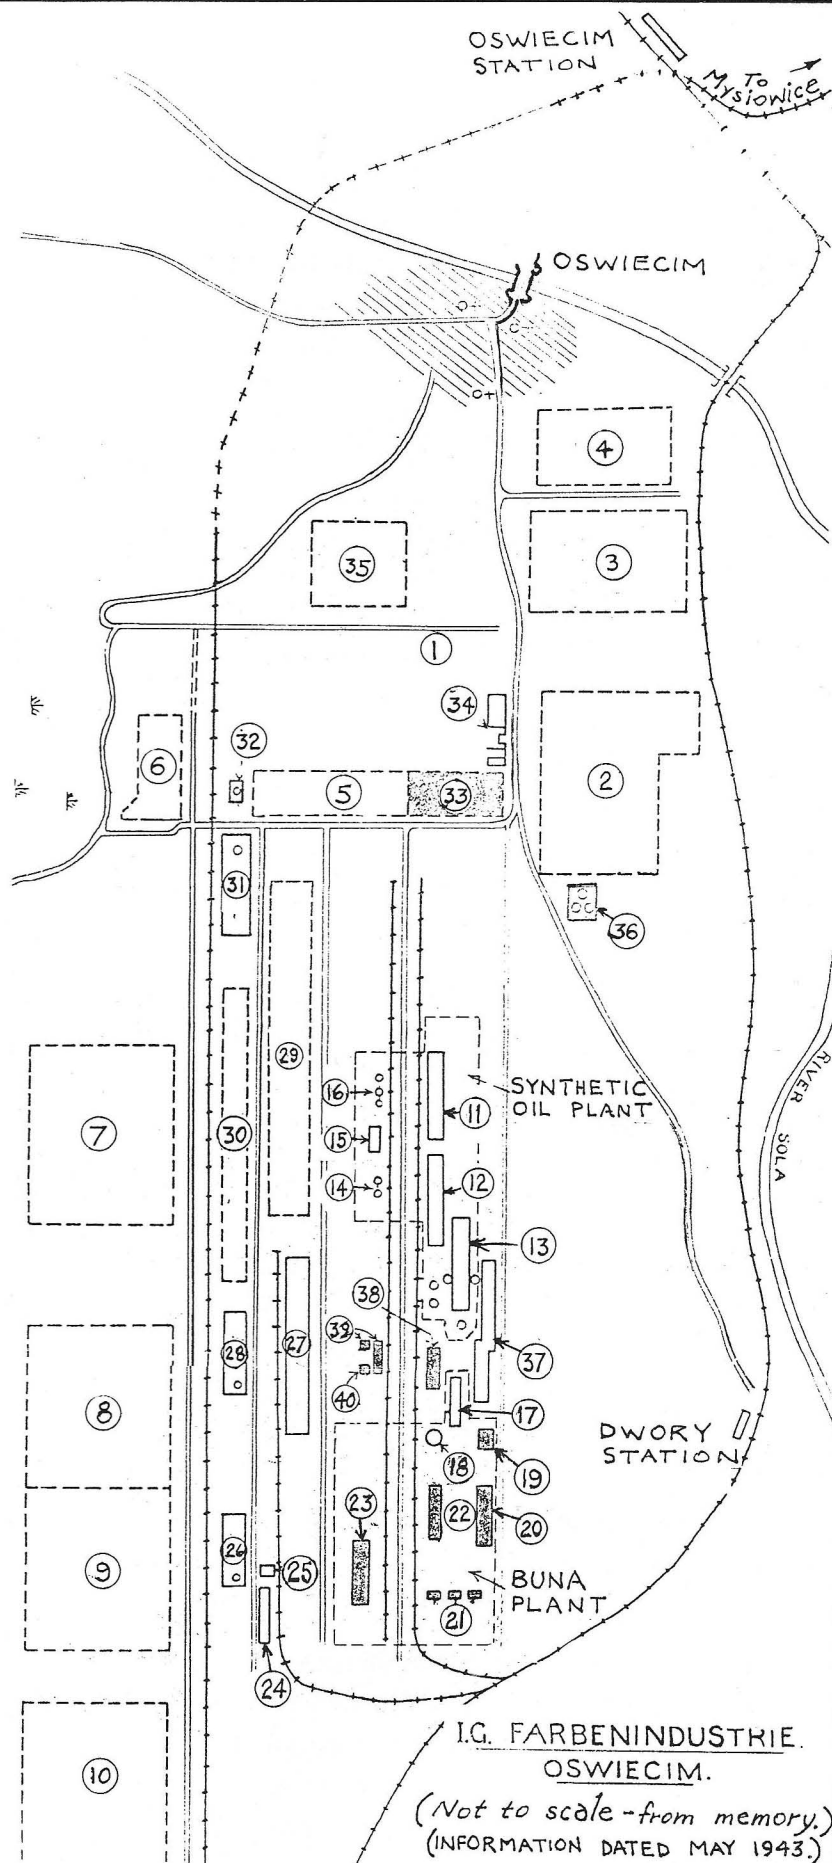 OSWIECIM
STATION
To
Mysiowice
OSWIECIM
4
3
35
1
34
32
6
5
33
2
31
36
29
16
11
SYNTHETIC
OIL PLANT
RIVER SOLA
7
30
15
14
12
13
38
39
37
28
27
40
8
17
DWORY
STATION
18
19
23
22
20
26
25
9
BUNA
PLANT
21
24
10
I.G. FARBENINDUSTRIE.
OSWIECIM.
(Not to scale - from memory.)
(INFORMATION DATED MAY 1943.)